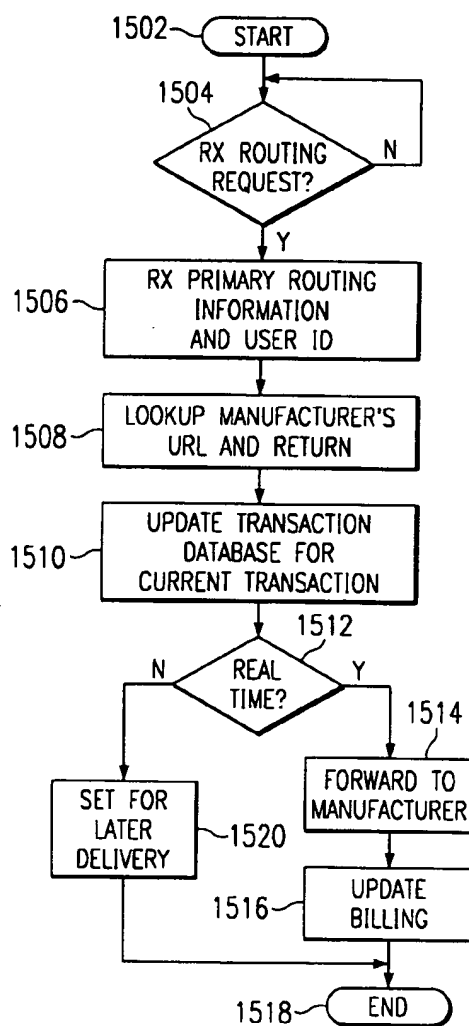 1502
START
1504
RX ROUTING
REQUEST?
N
Y
1506
RX PRIMARY ROUTING
INFORMATION
AND USER ID
1508
LOOKUP MANUFACTURER'S
URL AND RETURN
1510
UPDATE TRANSACTION
DATABASE FOR
CURRENT TRANSACTION
1512
N
REAL
TIME?
Y
1514
FORWARD TO
MANUFACTURER
SET FOR
LATER
DELIVERY
1520
1516
UPDATE
BILLING
1518
END